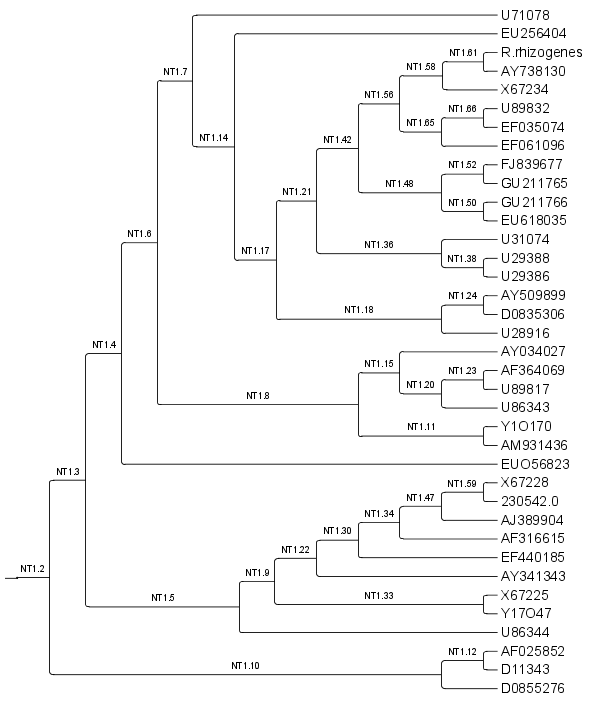 U71078
EU256404
NT1.61 R.rhizogenes
NT1.58
NT1.7 AY738130
X67234
NT1.56
NT1.66 U89832
NT1.65 EF035074
NT1.14
NT1.42 EF061096
NT1.52 FJ839677
NT1.48 GU211765
NT1.21
NT1.50 GU211766
EU618035
NT1.6 U31074
NT1.17 NT1.36
NT1.38 U29388
U29386
NT1.24 AY509899
NT1.18 D0835306
U28916
NT1.4 AY034027
NT1.15
NT1.23 AF364069
NT1.20 U89817
NT1.8 U86343
NT1.11 Y1O170
AM931436
EUO56823
NT1.3
NT1.59 X67228
NT1.47 230542.0
NT1.34 AJ389904
NT1.30 AF316615
NT1.22 EF440185
NT1.2 NT1.9 AY341343
NT1.5 NT1.33 X67225
Y17O47
U86344
NT1.12 AF025852
NT1.10 D11343
D0855276